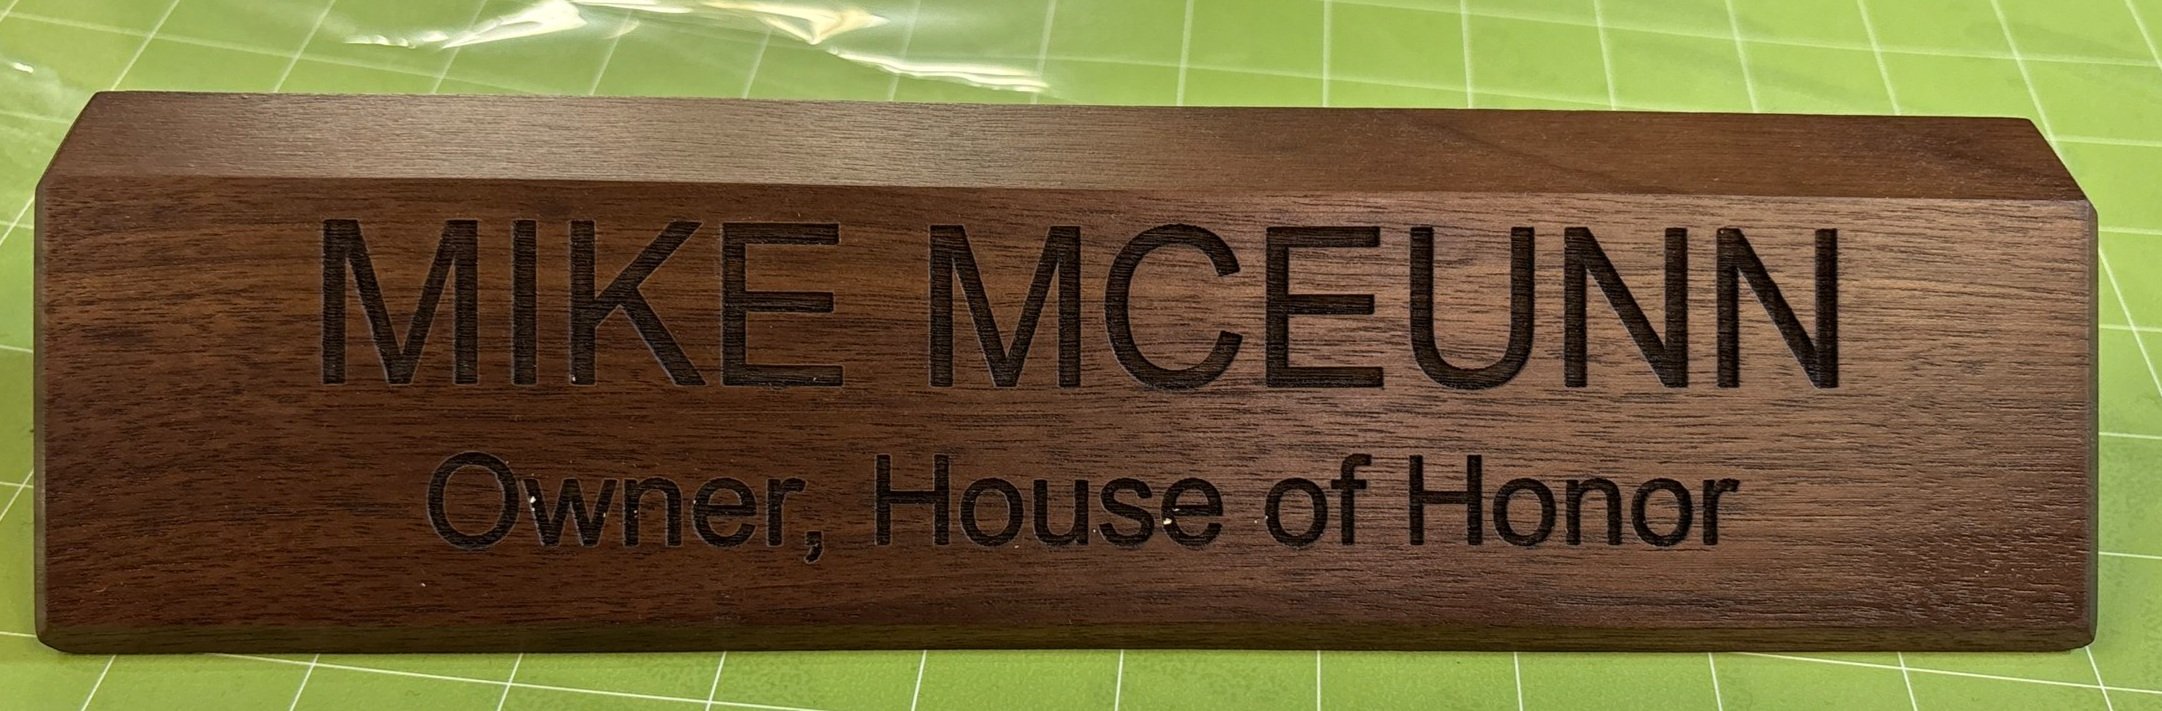 MIKE MCEUNN
Owner, House of Honor